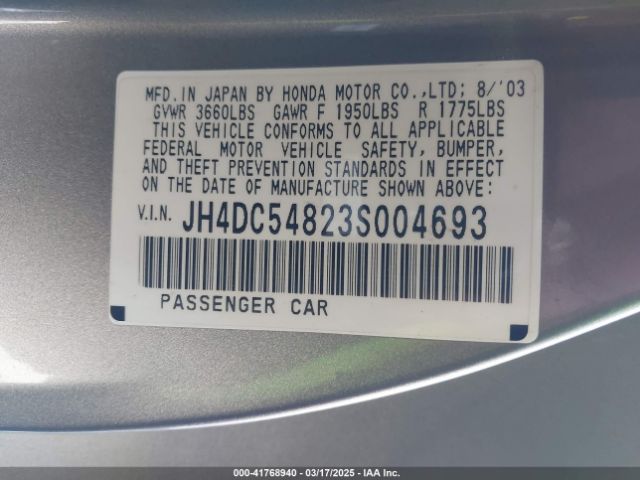 MFD. IN JAPAN BY HONDA MOTOR CO.,LTD; 8/'03
GVWR 3660LBS GAWR F 1950LBS R 1775LBS
THIS VEHICLE CONFORMS TO ALL APPLICABLE
FEDERAL MOTOR VEHICLE SAFETY, BUMPER,
AND THEFT PREVENTION STANDARDS IN EFFECT
ON THE DATE OF MANUFACTURE SHOWN ABOVE:
V.I.N. JH4DC54823S004693
PASSENGER CAR
000-41768940 - 03/17/2025 - IAA Inc.